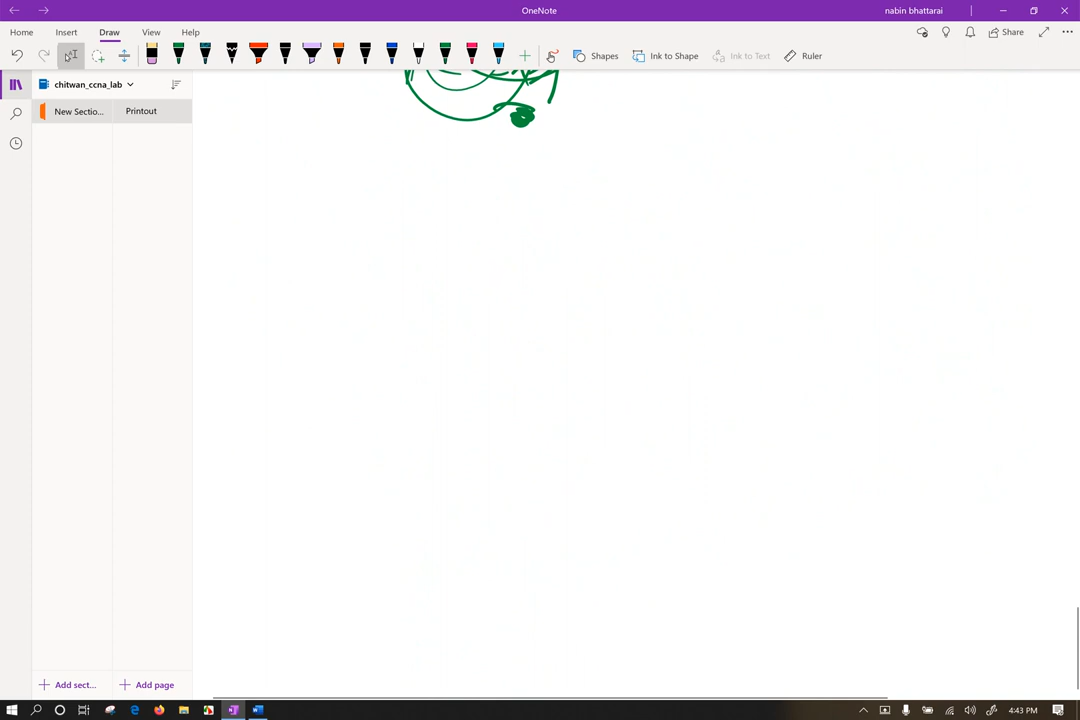 OneNote
nabin bhattarai
Home Insert Draw View Help
Share
Shapes
Ink to Shape
Ink to Text
Ruler
chitwan_ccna_lab
New Sectio...
Printout
Add sect...
Add page
4:43 PM